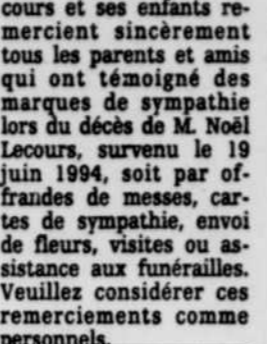 cours et ses enfants re-
mercient sincèrement
tous les parents et amis
qui ont témoigné des
marques de sympathie
lors du décès de M. Noël
Lecours, survenu le 19
juin 1994, soit par of-
frandes de messes, car-
tes de sympathie, envoi
de fleurs, visites ou as-
sistance aux funérailles.
Veuillez considérer ces
remerciements comme
personnels.